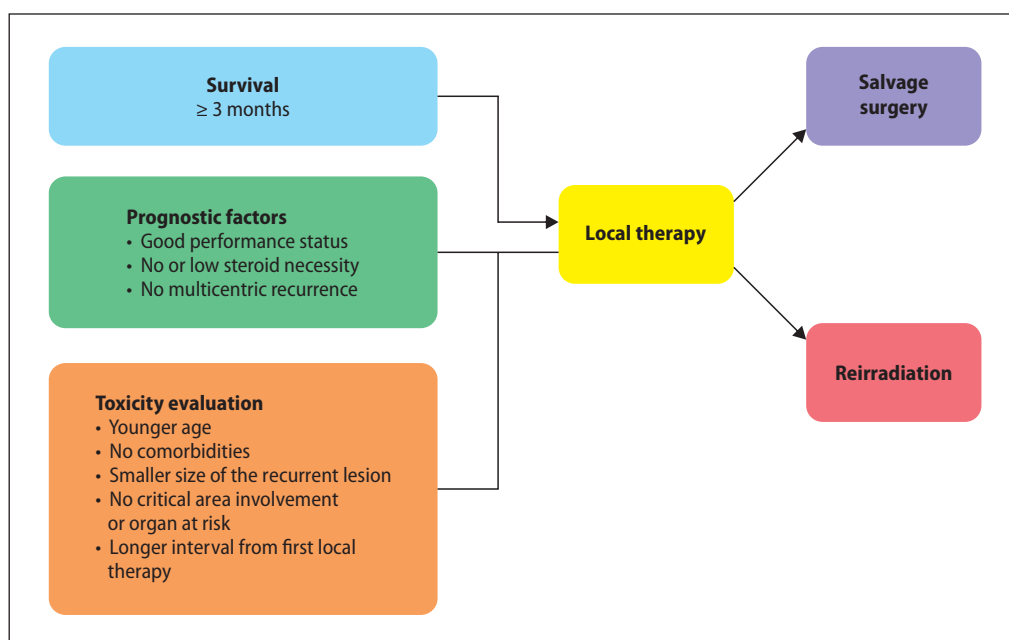 Survival
≥ 3 months
Prognostic factors
• Good performance status
• No or low steroid necessity
• No multicentric recurrence
Toxicity evaluation
• Younger age
• No comorbidities
• Smaller size of the recurrent lesion
• No critical area involvement
or organ at risk
• Longer interval from first local
therapy
Local therapy
Salvage
surgery
Reirradiation